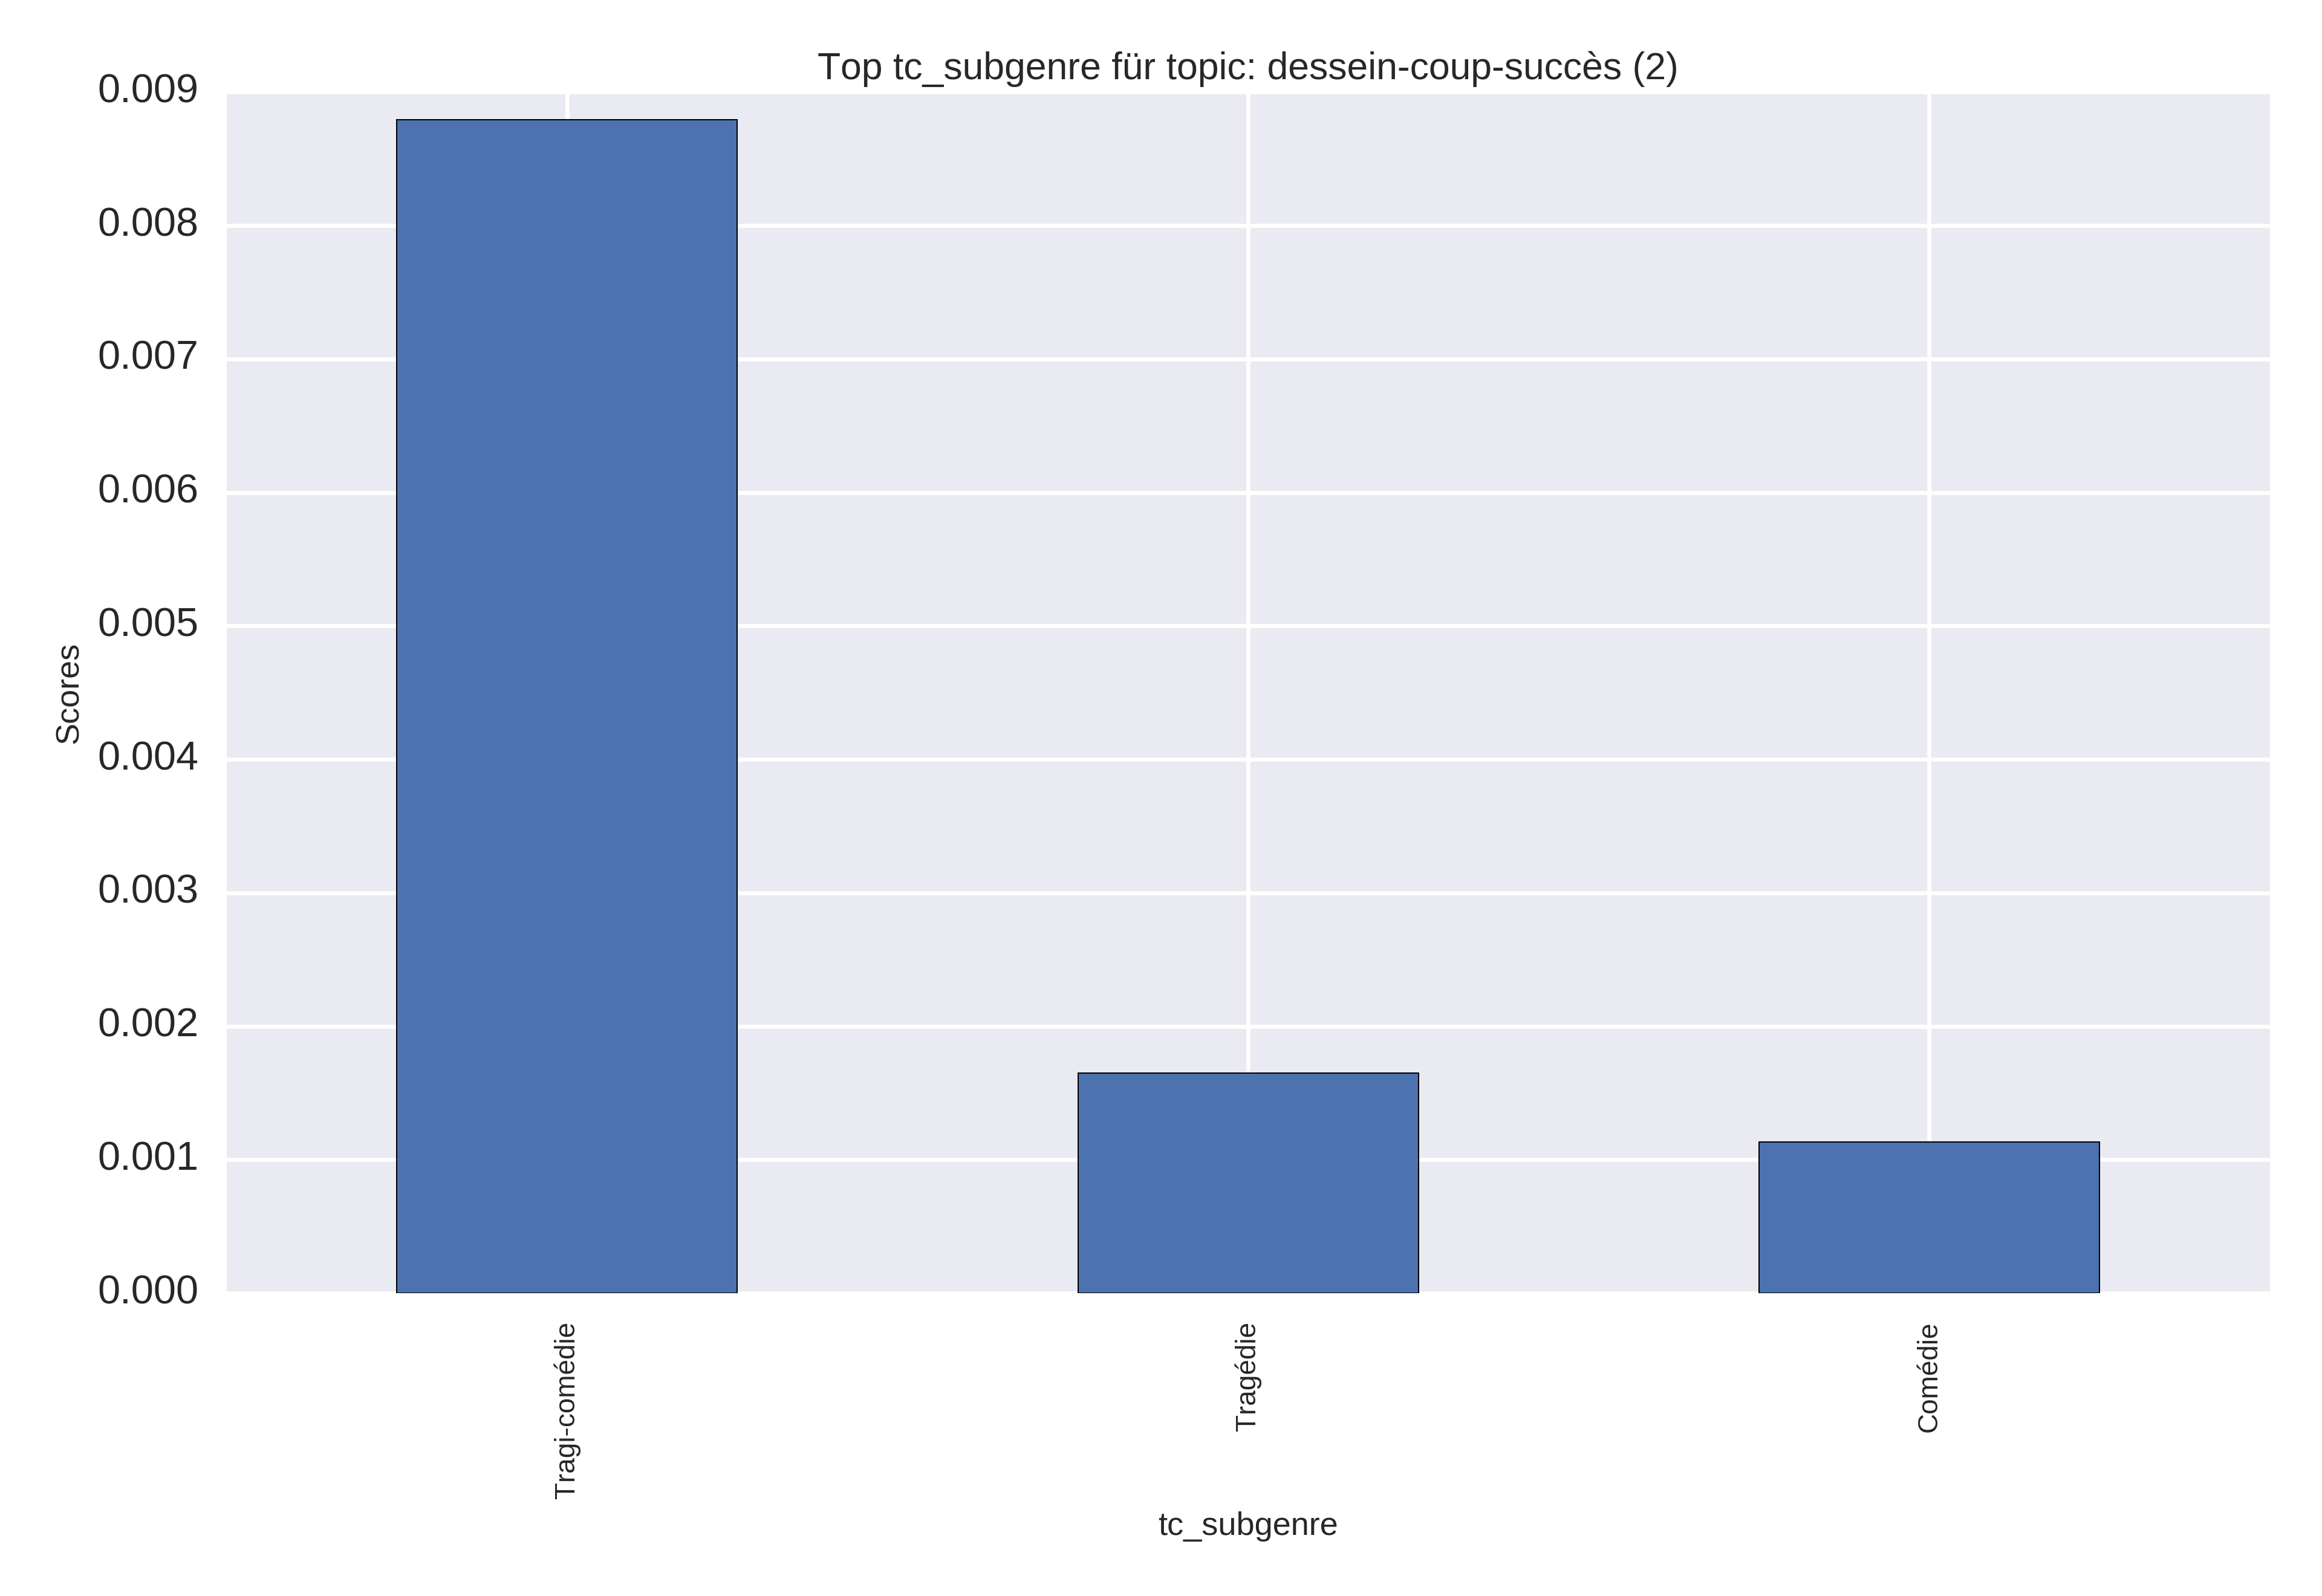 Top tc_subgenre für topic: dessein-coup-succès (2)
0.009
0.008
0.007
0.006
0.005
0.004
0.003
0.002
0.001
0.000
Scores
Tragi-comédie
Tragédie
Comédie
tc_subgenre